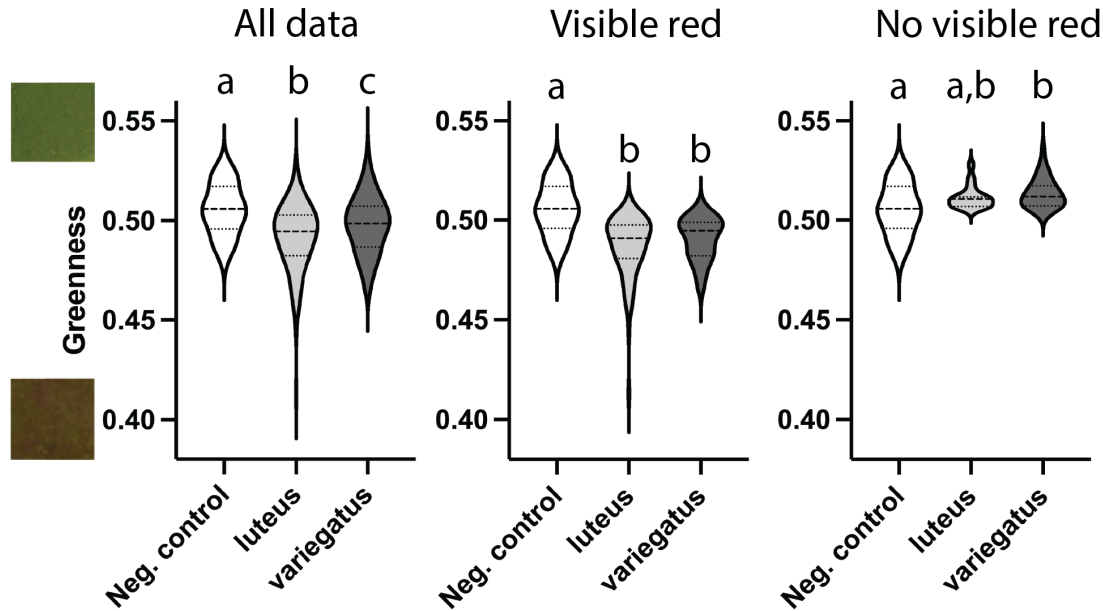 All data
a
b
c
0.55
0.50
0.45
0.40
Greenness
Neg. control
luteus
variegatus
Visible red
a
b
b
0.55
0.50
0.45
0.40
Neg. control
luteus
variegatus
No visible red
a
a,b
b
0.55
0.50
0.45
0.40
Neg. control
luteus
variegatus